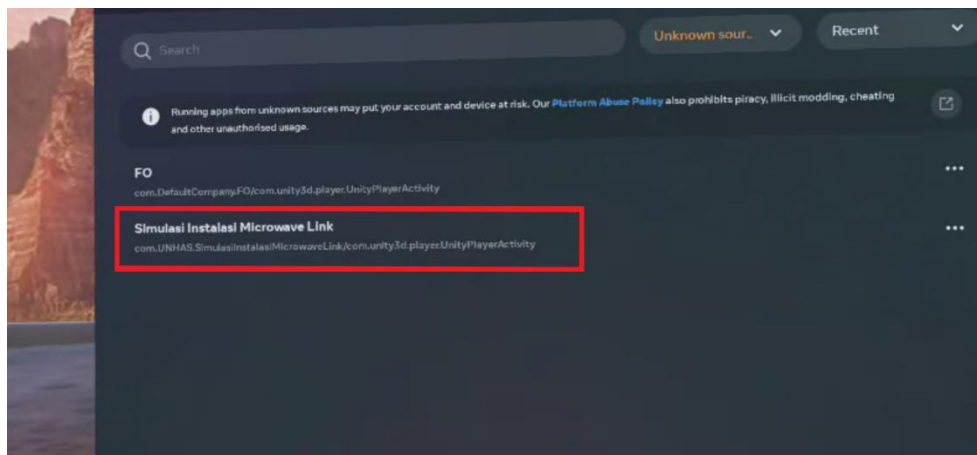 Search
Unknown sour..
Recent
Running apps from unknown sources may put your account and device at risk. Our Platform Abuse Policy also prohibits piracy, illicit modding, cheating
and other unauthorised usage.
FO
com.DefaultCompany.FO/com.unity3d.player.UnityPlayerActivity
Simulasi Instalasi Microwave Link
com.UNHAS.SimulasiInstalasiMicrowaveLink/com.unity3d.player.UnityPlayerActivity